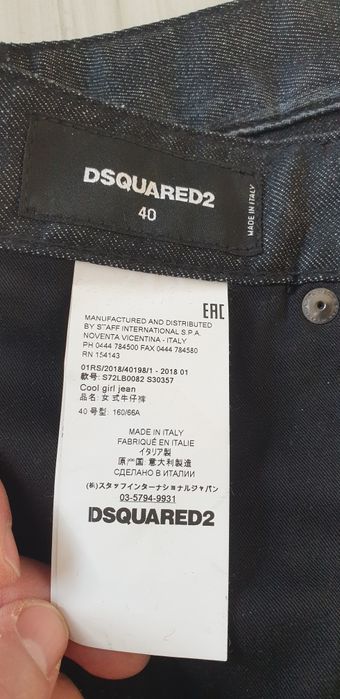 DSQUARED2
40
MADE IN ITALY
EAC
MANUFACTURED AND DISTRIBUTED
BY STAFF INTERNATIONAL S.P.A.
NOVENTA VICENTINA - ITALY
PH 0444 784500 FAX 0444 784580
RN 154143
01RS/2018/40198/1 - 2018 01
款号: S72LB0082 S30357
Cool girl jean
品名: 女式牛仔裤
40 号型: 160/66A
MADE IN ITALY
FABRIQUÉ EN ITALIE
イタリア製
原产国: 意大利製造
СДЕЛАНО В ИТАЛИИ
(株)スタッフインターナショナルジャパン
03-5794-9931
DSQUARED2